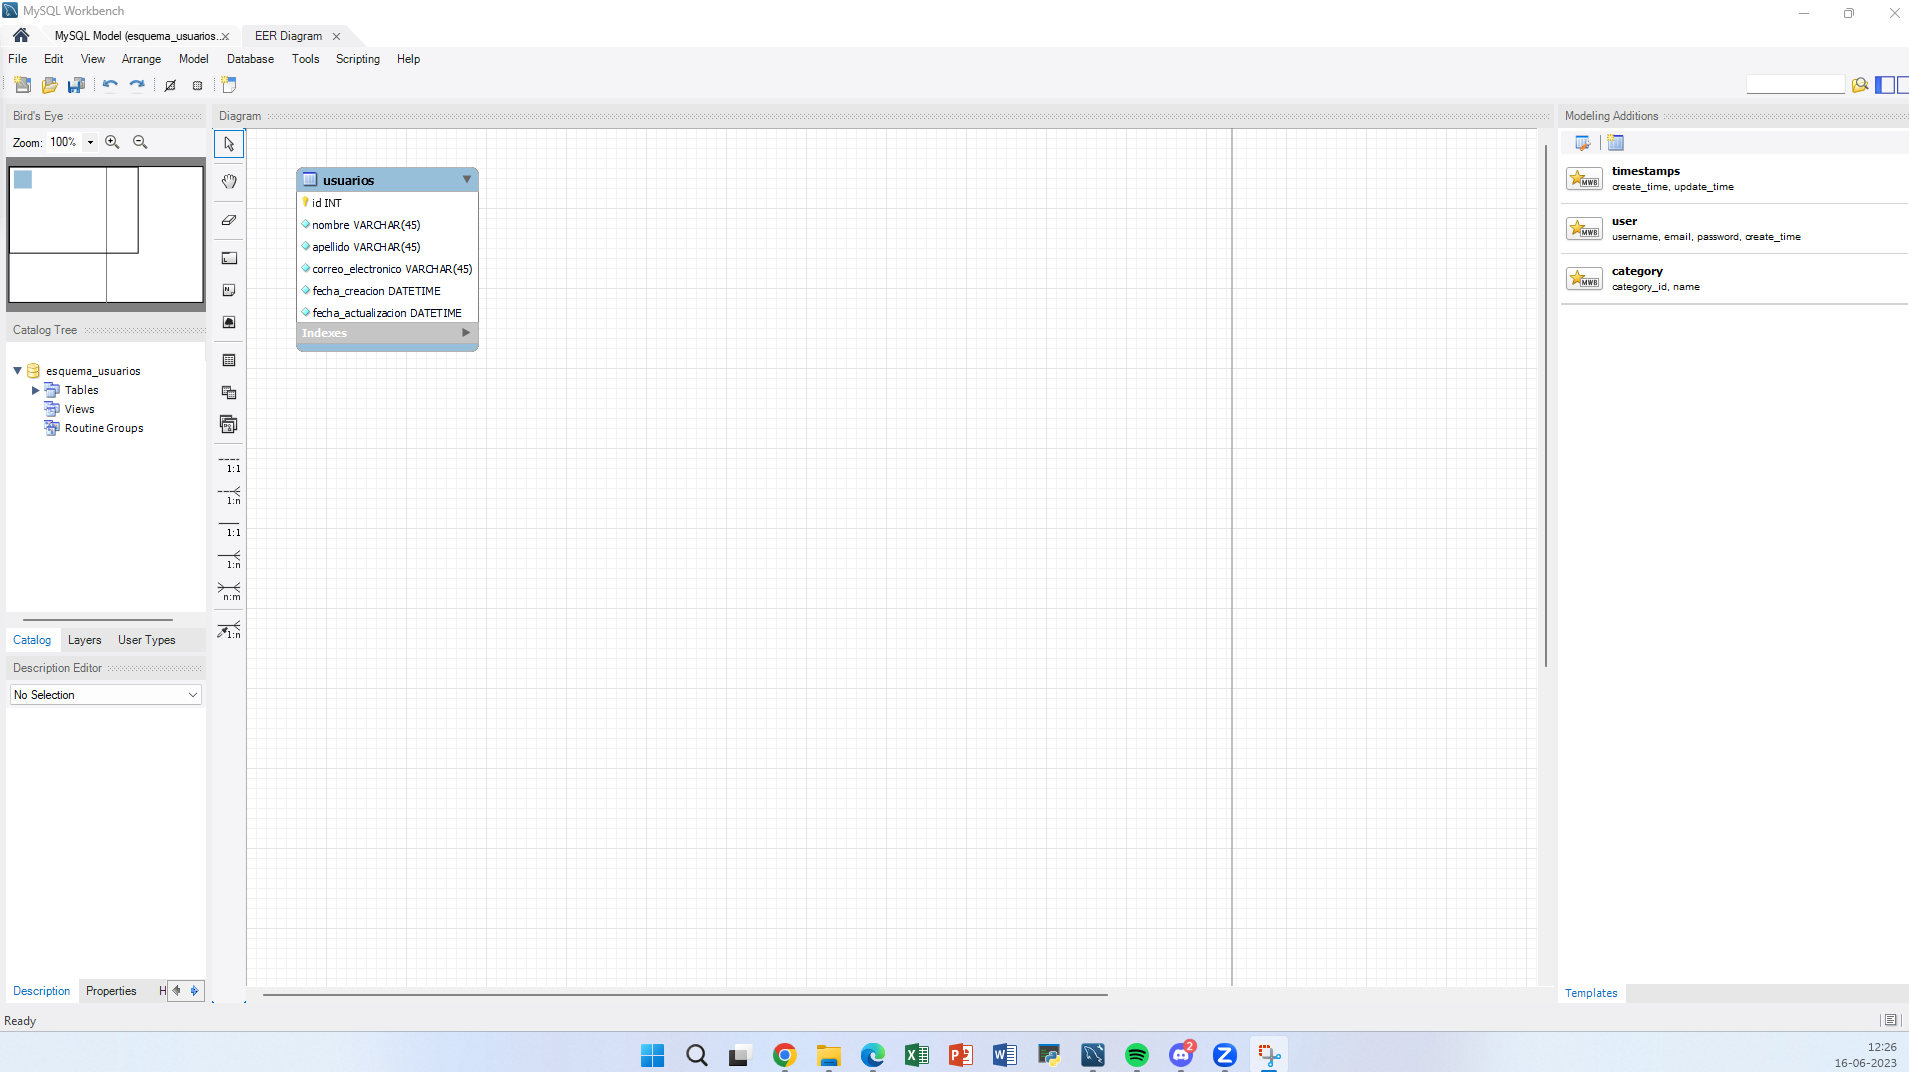 MySQL Workbench
MySQL Model (esquema_usuarios.. EER Diagram
File Edit View Arrange Model Database Tools Scripting Help
Bird's Eye
Zoom: 100%
Catalog Tree
esquema_usuarios
Tables
Views
Routine Groups
Catalog Layers User Types
Description Editor
No Selection
Description Properties H
Ready
Diagram
1:1
1:n
1:1
1:n
n:m
1:n
usuarios
id INT
nombre VARCHAR(45)
apellido VARCHAR(45)
correo_electronico VARCHAR(45)
fecha_creacion DATETIME
fecha_actualizacion DATETIME
Indexes
Modeling Additions
MWB
timestamps
create_time, update_time
MWB
user
username, email, password, create_time
MWB
category
category_id, name
Templates
2
12:26
16-06-2023